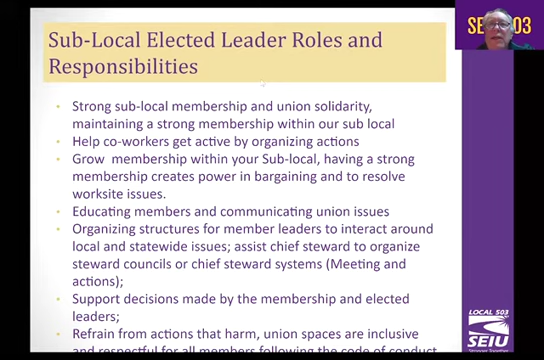 SE 03
Sub-Local Elected Leader Roles and
Responsibilities
• Strong sub-local membership and union solidarity,
maintaining a strong membership within our sub local
• Help co-workers get active by organizing actions
• Grow membership within your Sub-local, having a strong
membership creates power in bargaining and to resolve
worksite issues.
• Educating members and communicating union issues
• Organizing structures for member leaders to interact around
local and statewide issues; assist chief steward to organize
steward councils or chief steward systems (Meeting and
actions);
• Support decisions made by the membership and elected
leaders;
• Refrain from actions that harm, union spaces are inclusive
and respectful for all members following the code of conduct
LOCAL 503
SEIU
Stronger Together